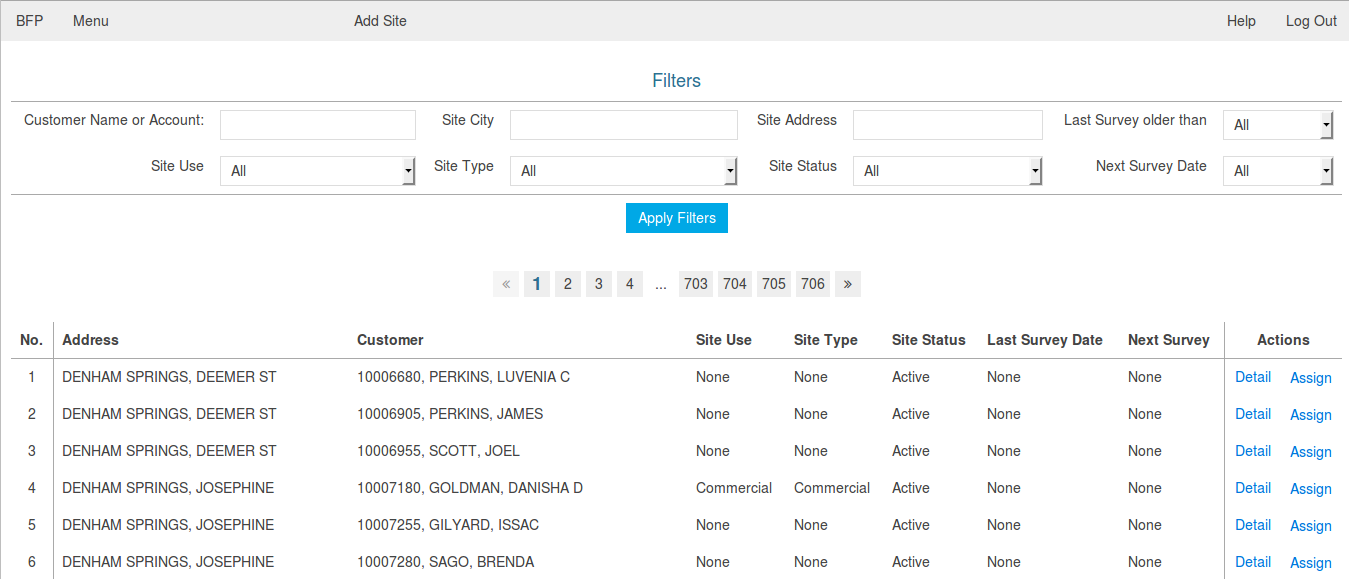 BFP Menu Add Site Help Log Out
Filters
Customer Name or Account: Site City Site Address Last Survey older than All
Site Use All Site Type All Site Status All Next Survey Date All
Apply Filters
« 1 2 3 4 ... 703 704 705 706 »
No. Address Customer Site Use Site Type Site Status Last Survey Date Next Survey Actions
1 DENHAM SPRINGS, DEEMER ST 10006680, PERKINS, LUVENIA C None None Active None None Detail Assign
2 DENHAM SPRINGS, DEEMER ST 10006905, PERKINS, JAMES None None Active None None Detail Assign
3 DENHAM SPRINGS, DEEMER ST 10006955, SCOTT, JOEL None None Active None None Detail Assign
4 DENHAM SPRINGS, JOSEPHINE 10007180, GOLDMAN, DANISHA D Commercial Commercial Active None None Detail Assign
5 DENHAM SPRINGS, JOSEPHINE 10007255, GILYARD, ISSAC None None Active None None Detail Assign
6 DENHAM SPRINGS, JOSEPHINE 10007280, SAGO, BRENDA None None Active None None Detail Assign